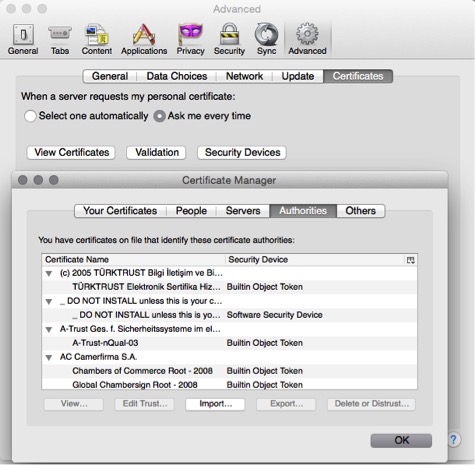 Advanced
General Tabs Content Applications Privacy Security Sync Advanced
General Data Choices Network Update Certificates
When a server requests my personal certificate:
Select one automatically Ask me every time
View Certificates Validation Security Devices
Certificate Manager
Your Certificates People Servers Authorities Others
You have certificates on file that identify these certificate authorities:
Certificate Name Security Device
(c) 2005 TÜRKTRUST Bilgi İletişim ve Bi...
TÜRKTRUST Elektronik Sertifika Hiz... Builtin Object Token
_ DO NOT INSTALL unless this is your c...
_ DO NOT INSTALL unless this is yo... Software Security Device
A-Trust Ges. f. Sicherheitssysteme im el...
A-Trust-nQual-03 Builtin Object Token
AC Camerfirma S.A.
Chambers of Commerce Root - 2008 Builtin Object Token
Global Chambersign Root - 2008 Builtin Object Token
View... Edit Trust... Import... Export... Delete or Distrust...
OK ?